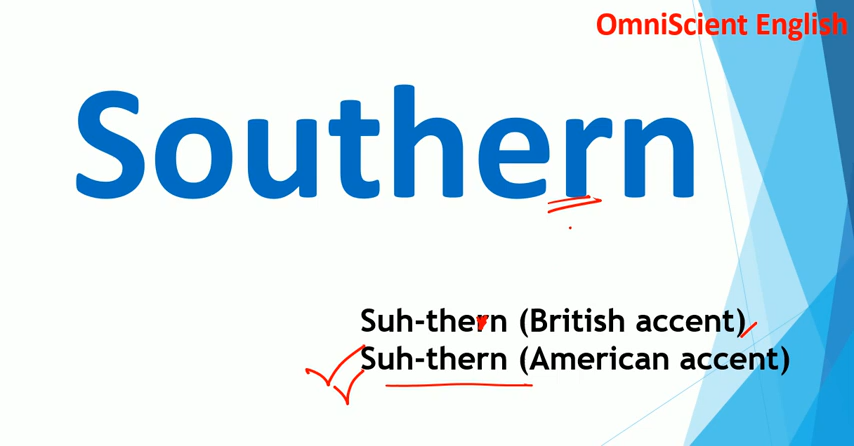 OmniScient English
Southern
Suh-thern (British accent)
Suh-thern (American accent)